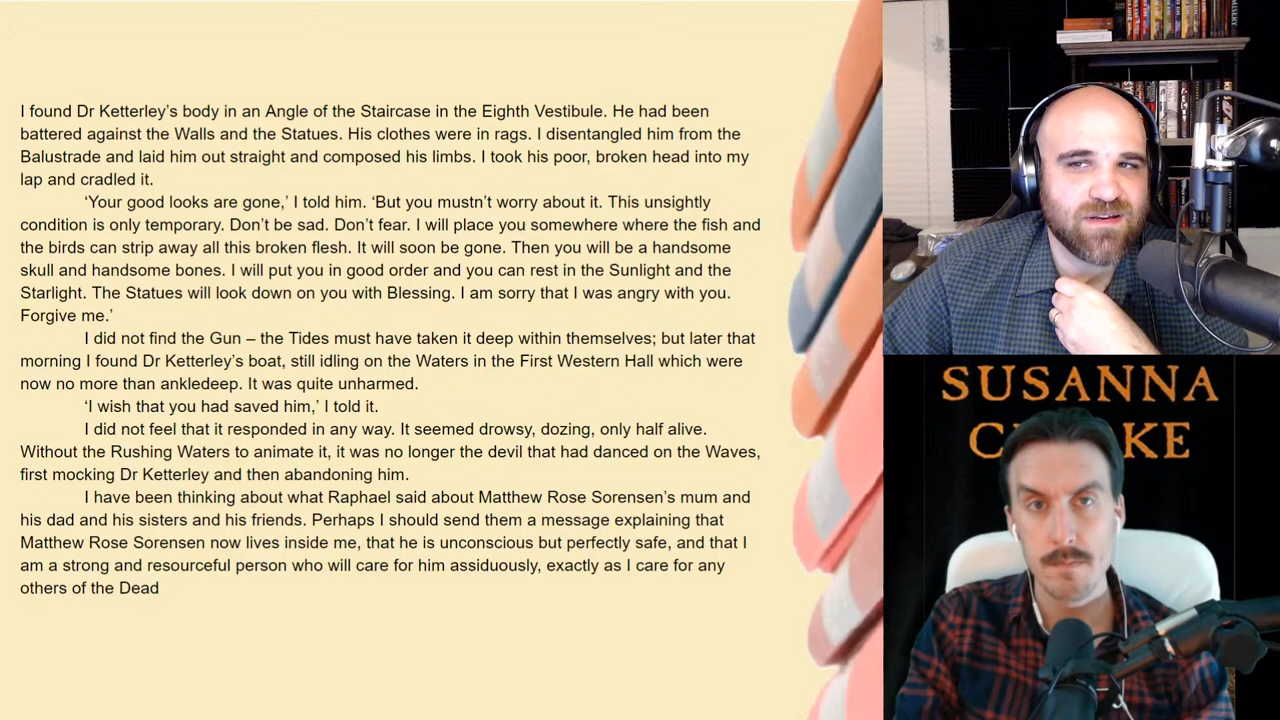 I found Dr Ketterley’s body in an Angle of the Staircase in the Eighth Vestibule. He had been
battered against the Walls and the Statues. His clothes were in rags. I disentangled him from the
Balustrade and laid him out straight and composed his limbs. I took his poor, broken head into my
lap and cradled it.
‘Your good looks are gone,’ I told him. ‘But you mustn’t worry about it. This unsightly
condition is only temporary. Don’t be sad. Don’t fear. I will place you somewhere where the fish and
the birds can strip away all this broken flesh. It will soon be gone. Then you will be a handsome
skull and handsome bones. I will put you in good order and you can rest in the Sunlight and the
Starlight. The Statues will look down on you with Blessing. I am sorry that I was angry with you.
Forgive me.’
I did not find the Gun – the Tides must have taken it deep within themselves; but later that
morning I found Dr Ketterley’s boat, still idling on the Waters in the First Western Hall which were
now no more than ankledeep. It was quite unharmed.
‘I wish that you had saved him,’ I told it.
I did not feel that it responded in any way. It seemed drowsy, dozing, only half alive.
Without the Rushing Waters to animate it, it was no longer the devil that had danced on the Waves,
first mocking Dr Ketterley and then abandoning him.
I have been thinking about what Raphael said about Matthew Rose Sorensen’s mum and
his dad and his sisters and his friends. Perhaps I should send them a message explaining that
Matthew Rose Sorensen now lives inside me, that he is unconscious but perfectly safe, and that I
am a strong and resourceful person who will care for him assiduously, exactly as I care for any
others of the Dead
MISERY
SUSANNA
C KE